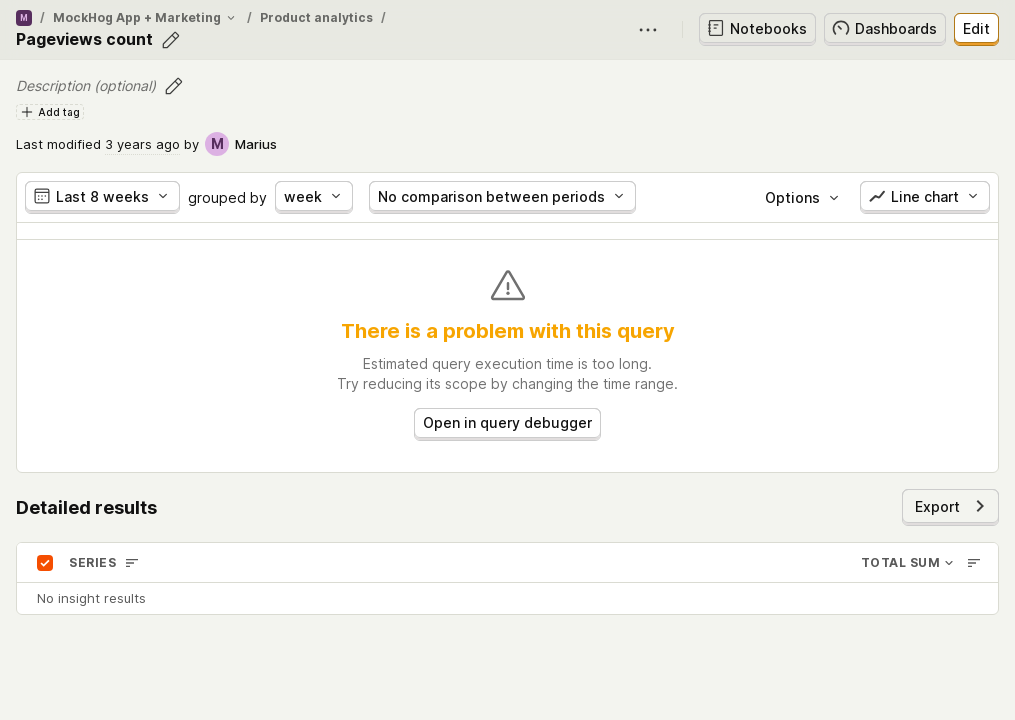 M / MockHog App + Marketing / Product analytics /
Pageviews count
Notebooks Dashboards Edit
Description (optional)
Add tag
Last modified 3 years ago by M Marius
Last 8 weeks grouped by week No comparison between periods Options Line chart
There is a problem with this query
Estimated query execution time is too long.
Try reducing its scope by changing the time range.
Open in query debugger
Detailed results
Export
SERIES TOTAL SUM
No insight results